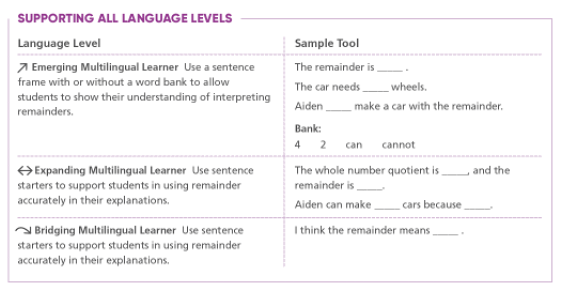 SUPPORTING ALL LANGUAGE LEVELS
Language Level
Sample Tool
Emerging Multilingual Learner Use a sentence
frame with or without a word bank to allow
students to show their understanding of interpreting
remainders.
The remainder is _____ .
The car needs _____ wheels.
Aiden _____ make a car with the remainder.
Bank:
4 2 can cannot
Expanding Multilingual Learner Use sentence
starters to support students in using remainder
accurately in their explanations.
The whole number quotient is _____, and the
remainder is _____.
Aiden can make _____ cars because _____.
Bridging Multilingual Learner Use sentence
starters to support students in using remainder
accurately in their explanations.
I think the remainder means _____ .